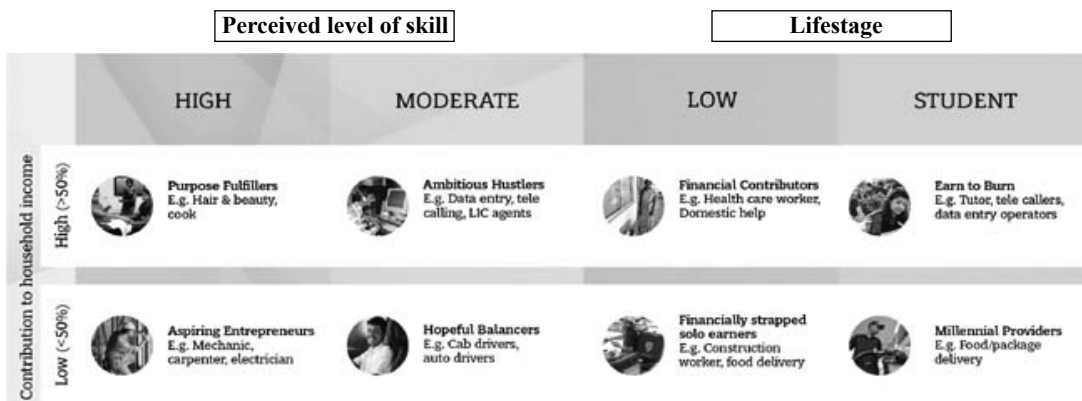 Perceived level of skill
Lifestage
HIGH
MODERATE
LOW
STUDENT
Contribution to household income
High (>50%)
Purpose Fulfillers
E.g. Hair & beauty,
cook
Ambitious Hustlers
E.g. Data entry, tele
calling, LIC agents
Financial Contributors
E.g. Health care worker,
Domestic help
Earn to Burn
E.g. Tutor, tele callers,
data entry operators
Low (<50%)
Aspiring Entrepreneurs
E.g. Mechanic,
carpenter, electrician
Hopeful Balancers
E.g. Cab drivers,
auto drivers
Financially strapped
solo earners
E.g. Construction
worker, food delivery
Millennial Providers
E.g. Food/package
delivery